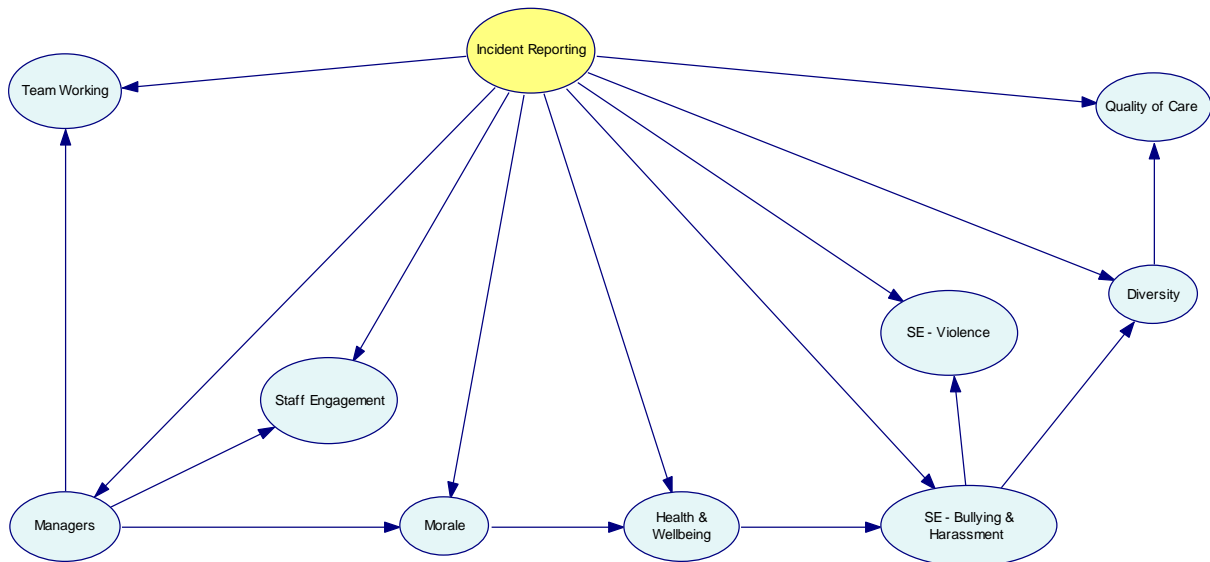 Incident Reporting
Team Working
Quality of Care
Diversity
SE - Violence
Staff Engagement
Managers
Morale
Health &
Wellbeing
SE - Bullying &
Harassment